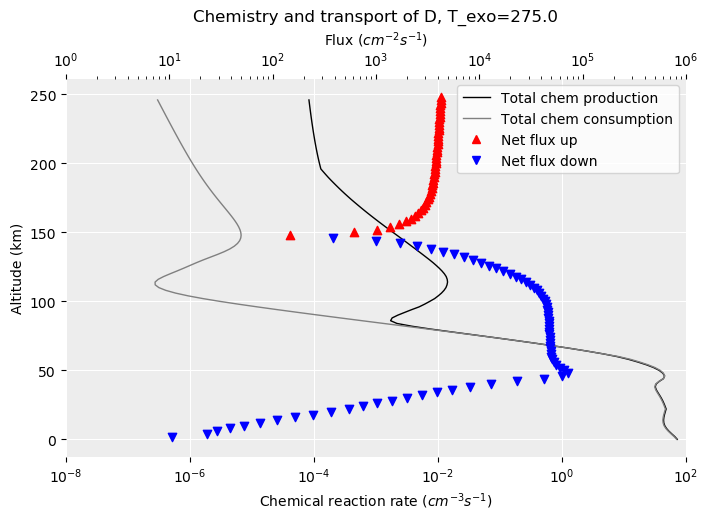 Chemistry and transport of D, T_exo=275.0
Flux (cm⁻²s⁻¹)
10⁰ 10¹ 10² 10³ 10⁴ 10⁵ 10⁶
Total chem production
Total chem consumption
Net flux up
Net flux down
Altitude (km)
250
200
150
100
50
0
10⁻⁸ 10⁻⁶ 10⁻⁴ 10⁻² 10⁰ 10²
Chemical reaction rate (cm⁻³s⁻¹)